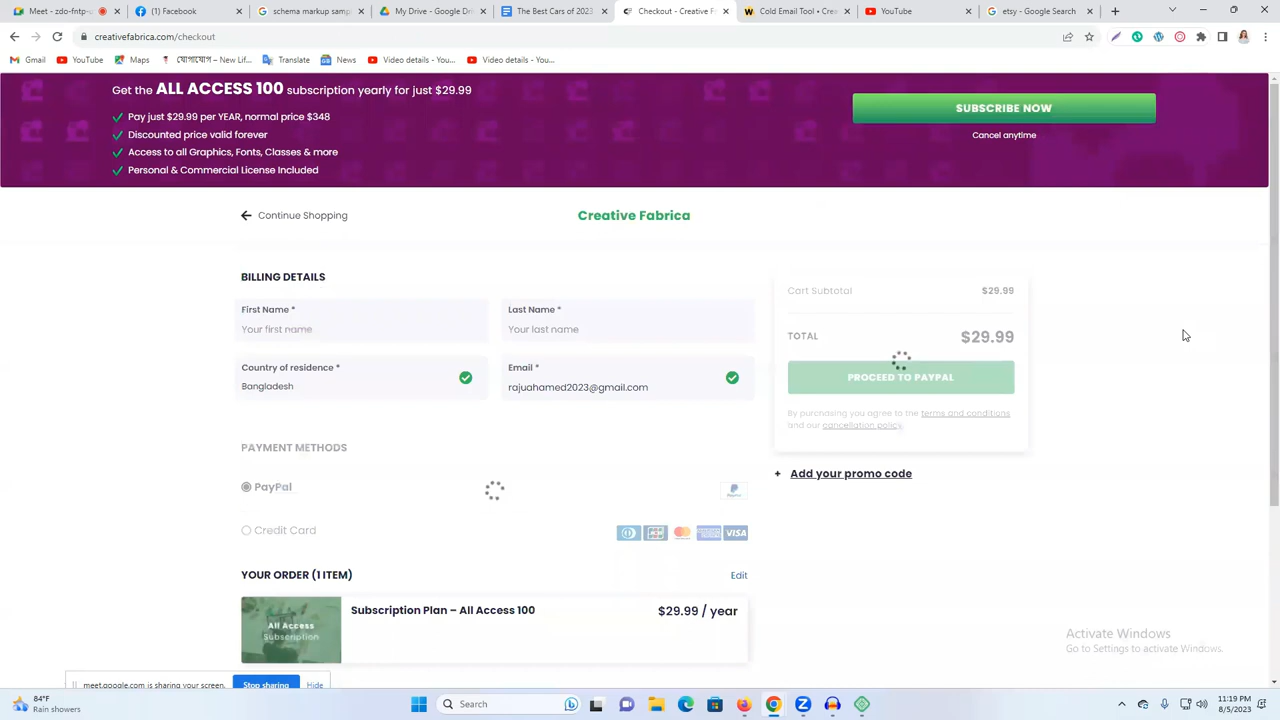 Meet - zdo-fntp-u
Facebook
schema markup samp
My Drive - Google Dri
The Best Cars of 2023
Checkout - Creative F
Cold Email Tool - Crea
YouTube
etsy - Google Search
creativefabrica.com/checkout
Gmail
YouTube
Maps
যোগাযোগ – New Lif...
Translate
News
Video details - You...
Video details - You...
Get the ALL ACCESS 100 subscription yearly for just $29.99
Pay just $29.99 per YEAR, normal price $348
Discounted price valid forever
Access to all Graphics, Fonts, Classes & more
Personal & Commercial License Included
SUBSCRIBE NOW
Cancel anytime
Continue Shopping
Creative Fabrica
BILLING DETAILS
First Name *
Your first name
Last Name *
Your last name
Country of residence *
Bangladesh
Email *
rajuahamed2023@gmail.com
Cart Subtotal $29.99
TOTAL $29.99
PROCEED TO PAYPAL
By purchasing you agree to the terms and conditions
and our cancellation policy.
Add your promo code
PAYMENT METHODS
PayPal
Credit Card
VISA
YOUR ORDER (1 ITEM) Edit
All Access
Subscription
Subscription Plan – All Access 100 $29.99 / year
Activate Windows
Go to Settings to activate Windows.
meet.google.com is sharing your screen. Stop sharing Hide
84°F
Rain showers
Search
11:19 PM
8/5/2023